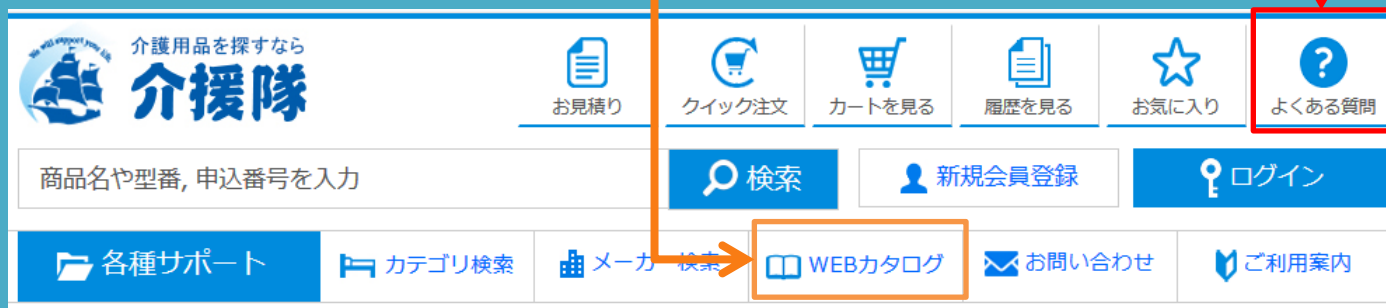 We will support your life
介護用品を探すなら
介援隊
お見積り
クイック注文
カートを見る
履歴を見る
お気に入り
よくある質問
商品名や型番, 申込番号を入力
検索
新規会員登録
ログイン
各種サポート
カテゴリ検索
メーカ 検索
WEBカタログ
お問い合わせ
ご利用案内